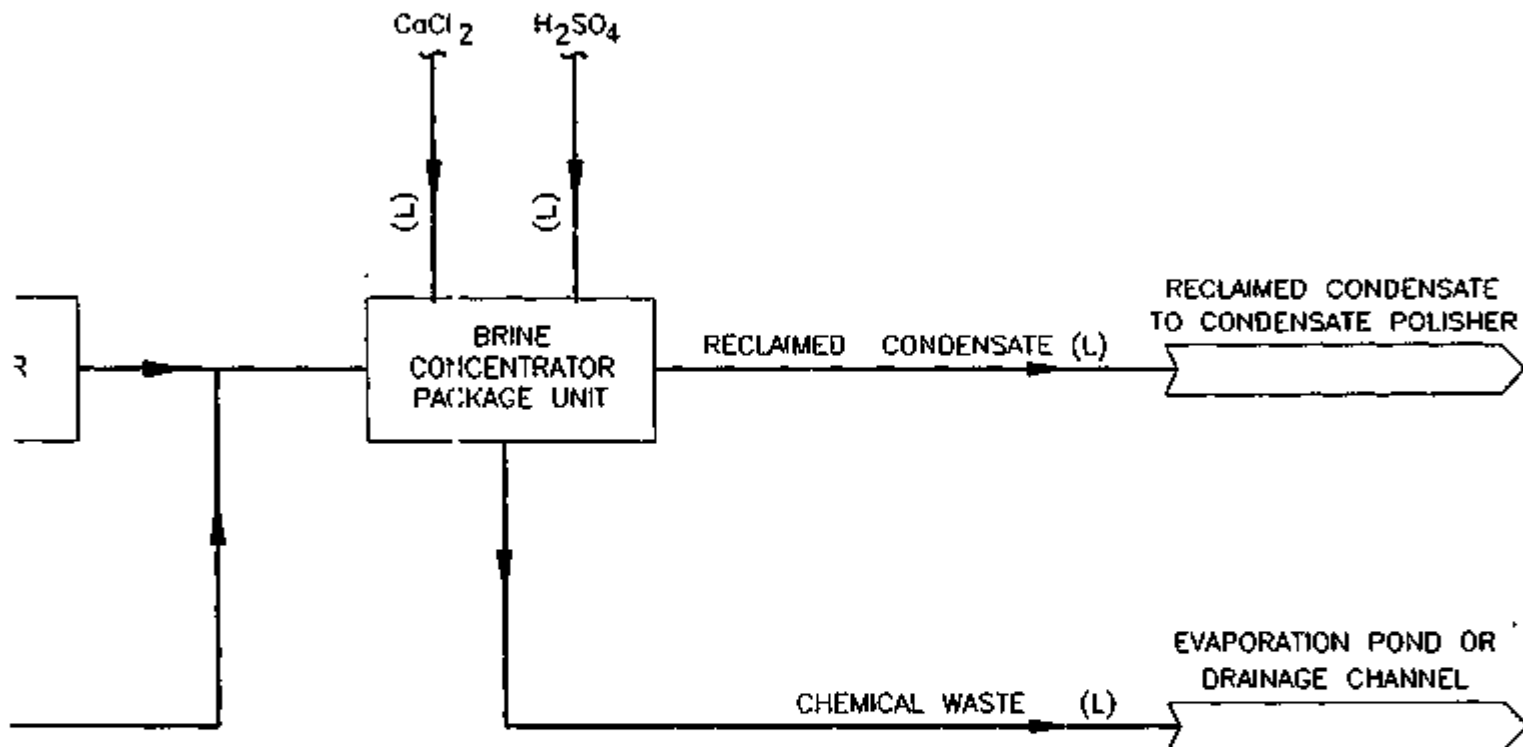 CaCl2 H2SO4
(L) (L)
RECLAIMED CONDENSATE
TO CONDENSATE POLISHER
R
BRINE
CONCENTRATOR
PACKAGE UNIT
RECLAIMED CONDENSATE (L)
EVAPORATION POND OR
DRAINAGE CHANNEL
CHEMICAL WASTE (L)